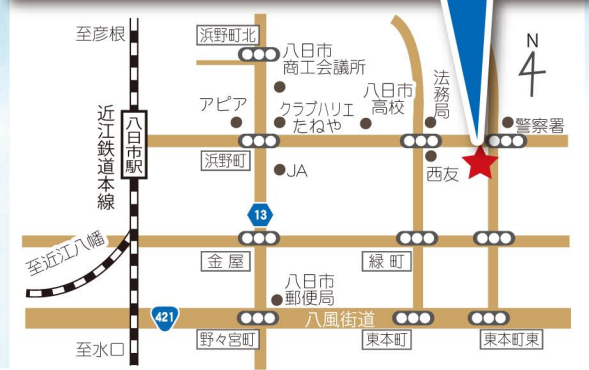 至彦根
浜野町北
八日市
商工会議所
N
アピア
クラブハリエ
たねや
八日市
高校
法務局
警察署
近江鉄道本線
八日市駅
浜野町
JA
西友
13
至近江八幡
金屋
緑町
八日市
郵便局
421
八風街道
至水口
野々宮町
東本町
東本町東